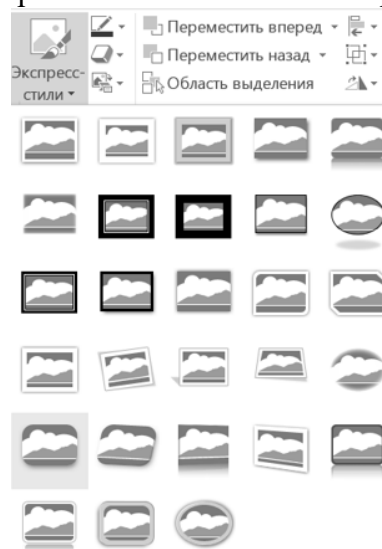 Переместить вперед
Переместить назад
Область выделения
Экспресс-
стили